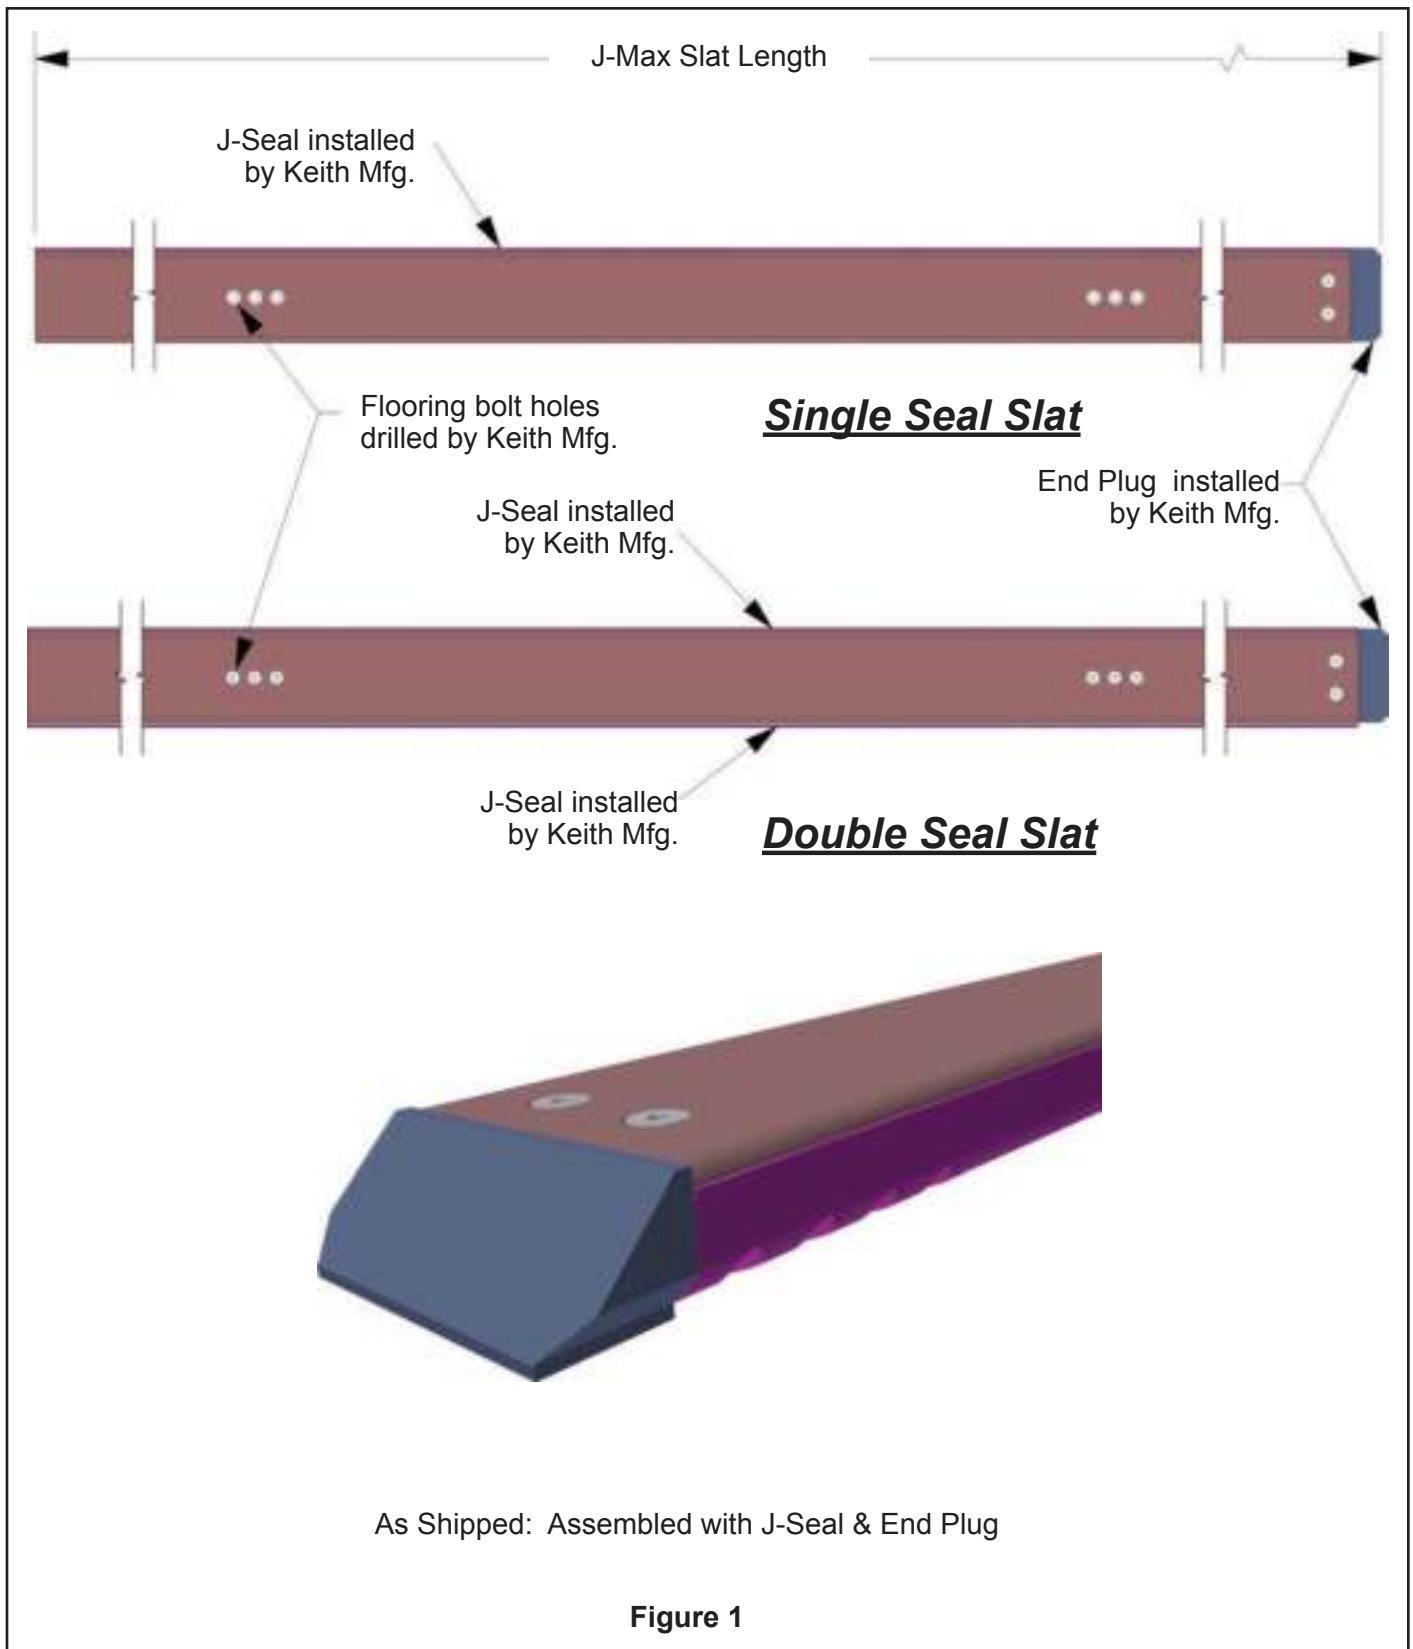 J-Max Slat Length
J-Seal installed
by Keith Mfg.
Flooring bolt holes
drilled by Keith Mfg.
Single Seal Slat
End Plug  installed
by Keith Mfg.
J-Seal installed
by Keith Mfg.
J-Seal installed
by Keith Mfg.
Double Seal Slat
As Shipped:  Assembled with J-Seal & End Plug
Figure 1